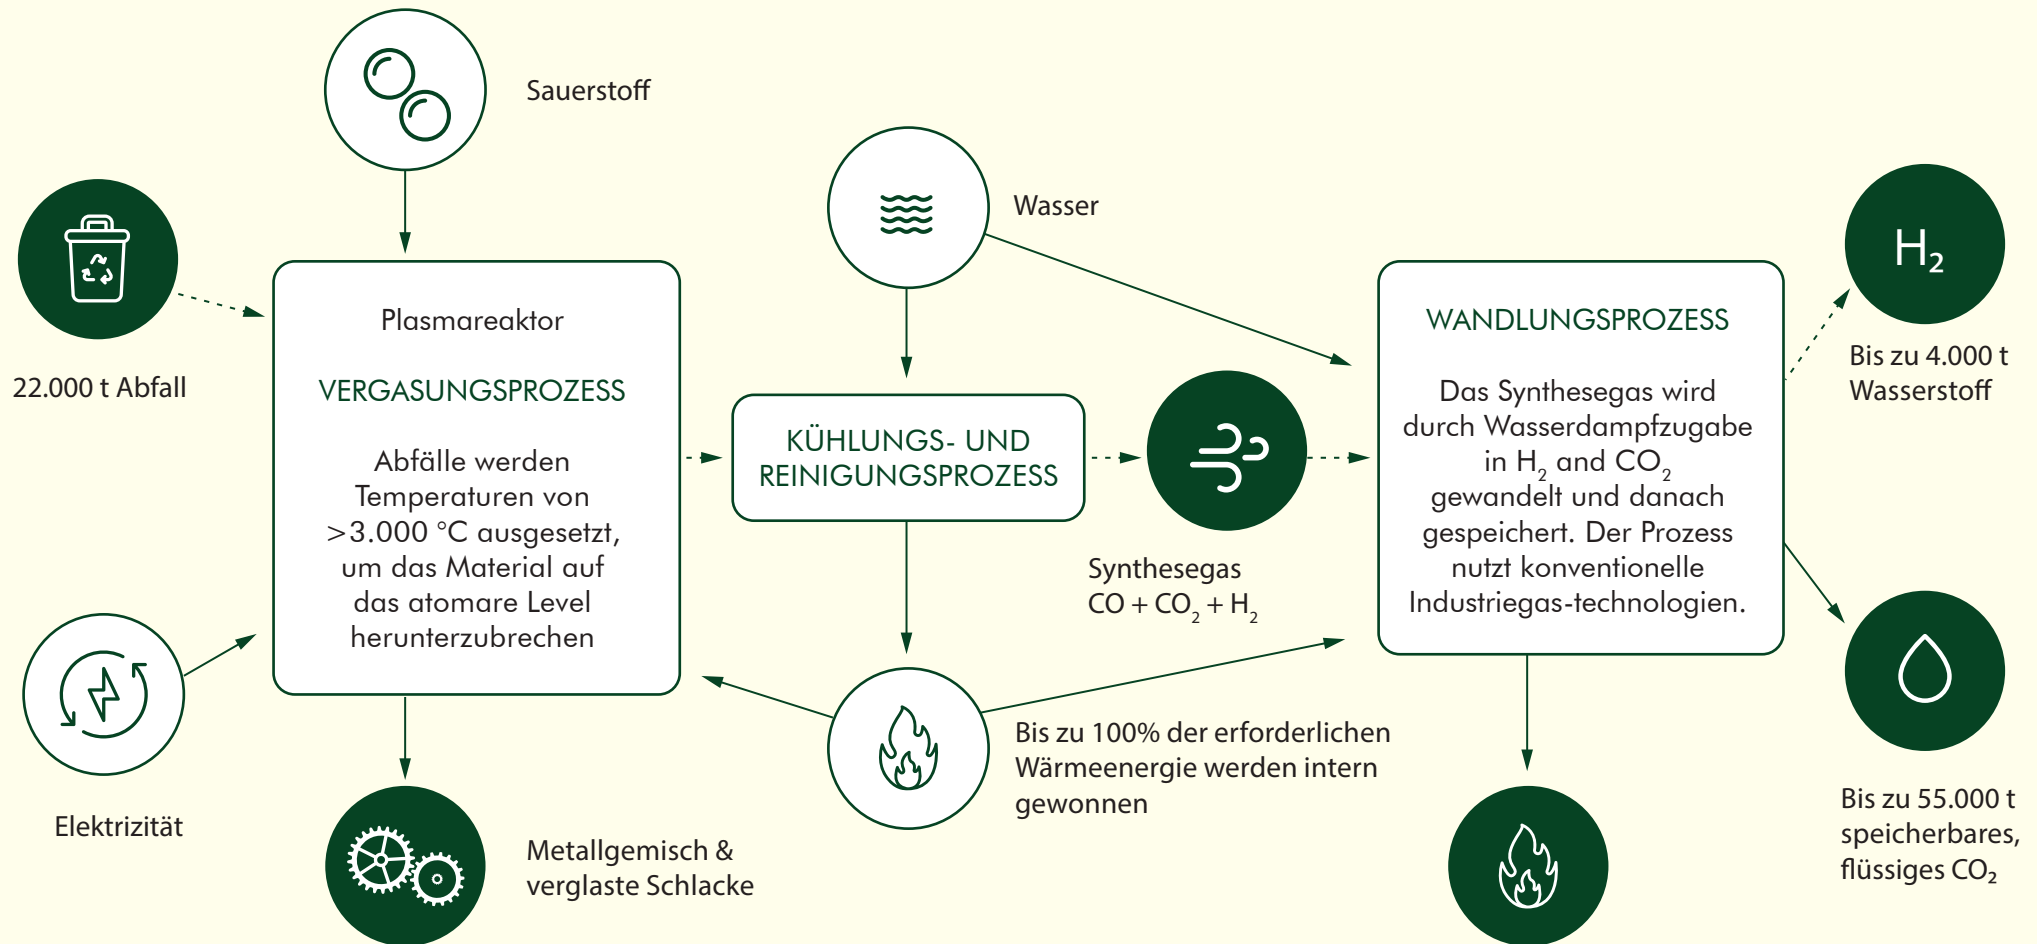 Sauerstoff
Wasser
H₂
22.000 t Abfall
Plasmareaktor
VERGASUNGSPROZESS
Abfälle werden
Temperaturen von
>3.000 °C ausgesetzt,
um das Material auf
das atomare Level
herunterzubrechen
KÜHLUNGS- UND
REINIGUNGSPROZESS
Synthesegas
CO + CO₂ + H₂
WANDLUNGSPROZESS
Das Synthesegas wird
durch Wasserdampfzugabe
in H₂ and CO₂
gewandelt und danach
gespeichert. Der Prozess
nutzt konventionelle
Industriegas-technologien.
Bis zu 4.000 t
Wasserstoff
Elektrizität
Metallgemisch &
verglaste Schlacke
Bis zu 100% der erforderlichen
Wärmeenergie werden intern
gewonnen
Bis zu 55.000 t
speicherbares,
flüssiges CO₂